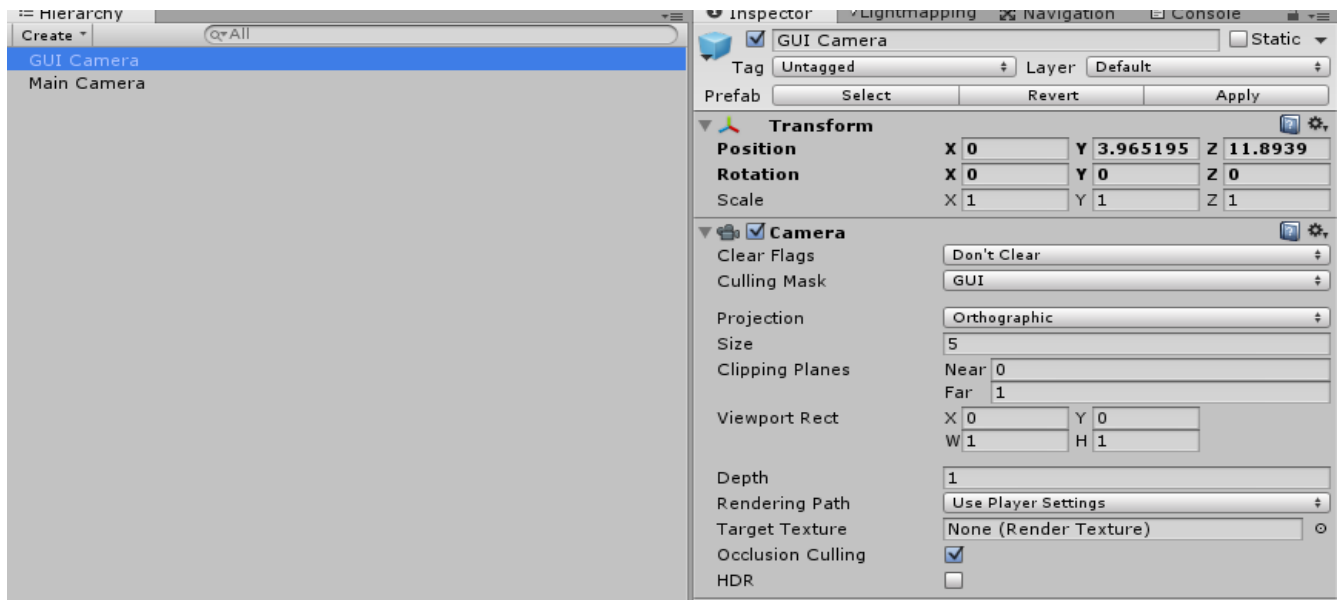 Hierarchy
Create
All
GUI Camera
Main Camera
Inspector Lightmapping Navigation Console
GUI Camera Static
Tag Untagged Layer Default
Prefab Select Revert Apply
Transform
Position X 0 Y 3.965195 Z 11.8939
Rotation X 0 Y 0 Z 0
Scale X 1 Y 1 Z 1
Camera
Clear Flags Don't Clear
Culling Mask GUI
Projection Orthographic
Size 5
Clipping Planes Near 0
Far 1
Viewport Rect X 0 Y 0
W 1 H 1
Depth 1
Rendering Path Use Player Settings
Target Texture None (Render Texture)
Occlusion Culling
HDR